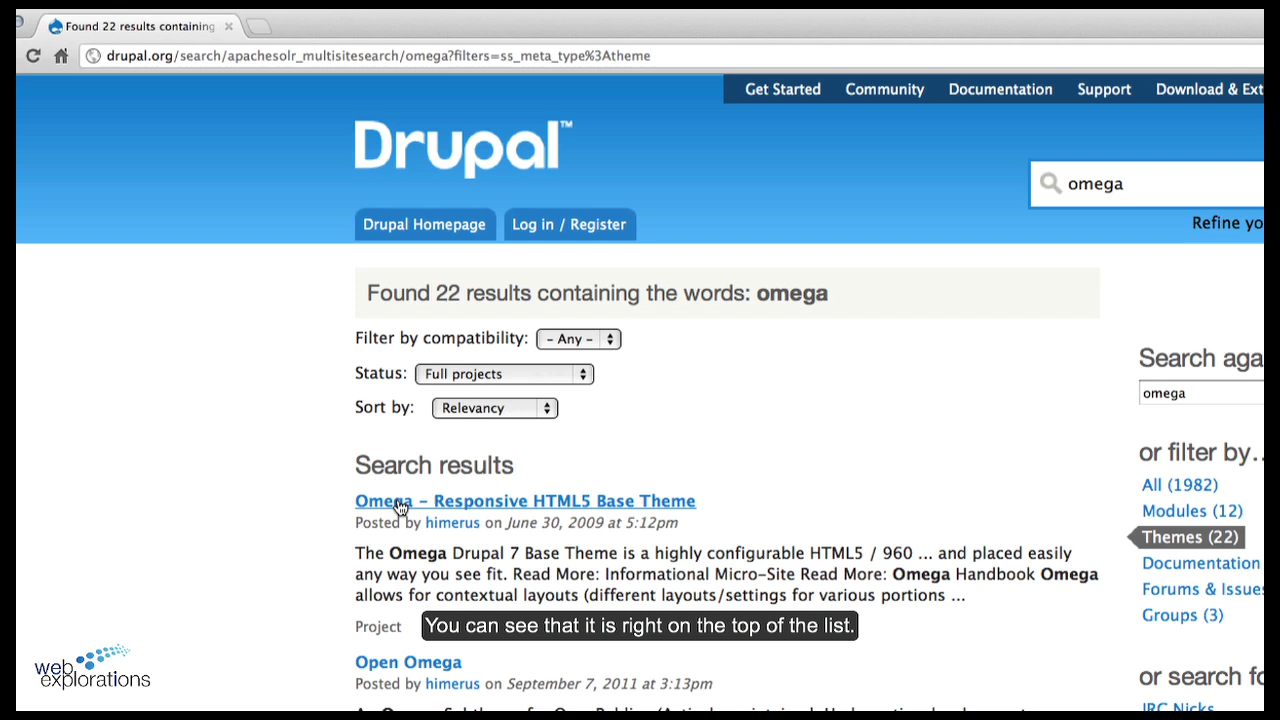 Found 22 results containing
drupal.org/search/apachesolr_multisitesearch/omega?filters=ss_meta_type%3Atheme
Get Started Community Documentation Support Download & Ext
Drupal™
omega
Drupal Homepage Log in / Register
Refine yo
Found 22 results containing the words: omega
Filter by compatibility: - Any -
Status: Full projects
Sort by: Relevancy
Search aga
omega
Search results
Omega – Responsive HTML5 Base Theme
Posted by himerus on June 30, 2009 at 5:12pm
The Omega Drupal 7 Base Theme is a highly configurable HTML5 / 960 ... and placed easily
any way you see fit. Read More: Informational Micro-Site Read More: Omega Handbook Omega
allows for contextual layouts (different layouts/settings for various portions ...
Project
You can see that it is right on the top of the list.
Open Omega
Posted by himerus on September 7, 2011 at 3:13pm
or filter by...
All (1982)
Modules (12)
Themes (22)
Documentation
Forums & Issues
Groups (3)
or search fo
IRC Nicks
web
explorations